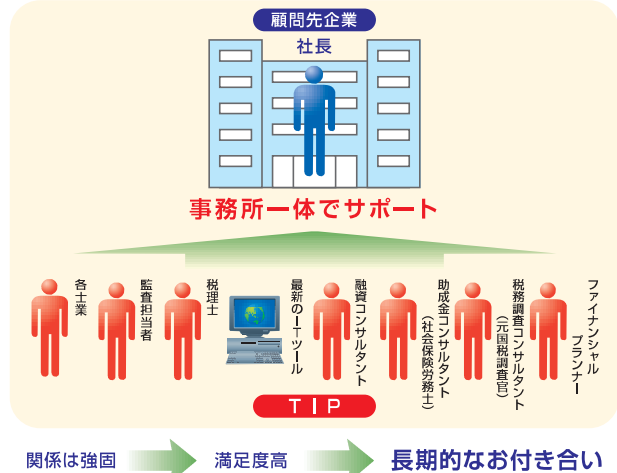 顧問先企業
社長
事務所一体でサポート
各士業
監査担当者
税理士
最新のITツール
融資コンサルタント
助成金コンサルタント
（社会保険労務士）
税務調査コンサルタント
（元国税調査官）
ファイナンシャル
プランナー
TIP
関係は強固
満足度高
長期的なお付き合い